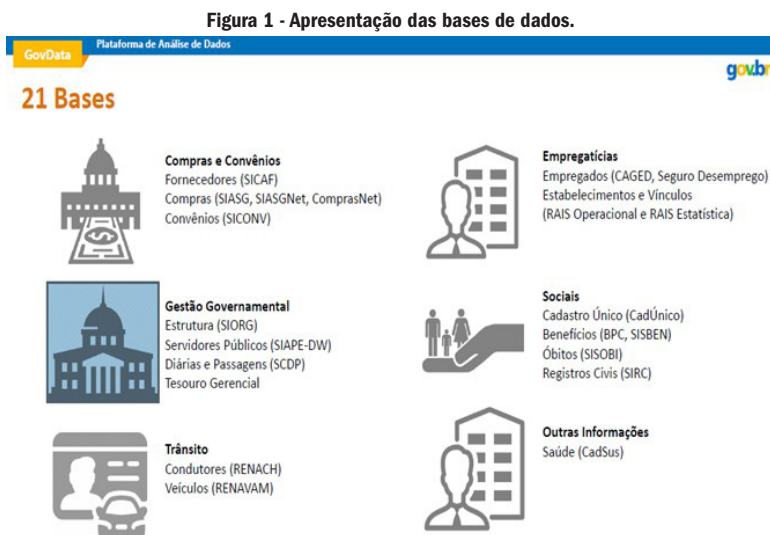 Figura 1 - Apresentação das bases de dados.
GovData
Plataforma de Análise de Dados
gov.br
21 Bases
Compras e Convênios
Fornecedores (SICAF)
Compras (SIASG, SIASGNet, ComprasNet)
Convênios (SICONV)
Gestão Governamental
Estrutura (SIORG)
Servidores Públicos (SIAPE-DW)
Diárias e Passagens (SCDP)
Tesouro Gerencial
Trânsito
Condutores (RENACH)
Veículos (RENAVAM)
Empregatícias
Empregados (CAGED, Seguro Desemprego)
Estabelecimentos e Vínculos
(RAIS Operacional e RAIS Estatística)
Sociais
Cadastro Único (CadÚnico)
Benefícios (BPC, SISBEN)
Óbitos (SISOBI)
Registros Civis (SIRC)
Outras Informações
Saúde (CadSus)